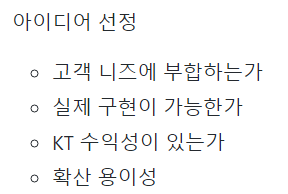 아이디어 선정
고객 니즈에 부합하는가
실제 구현이 가능한가
KT 수익성이 있는가
확산 용이성